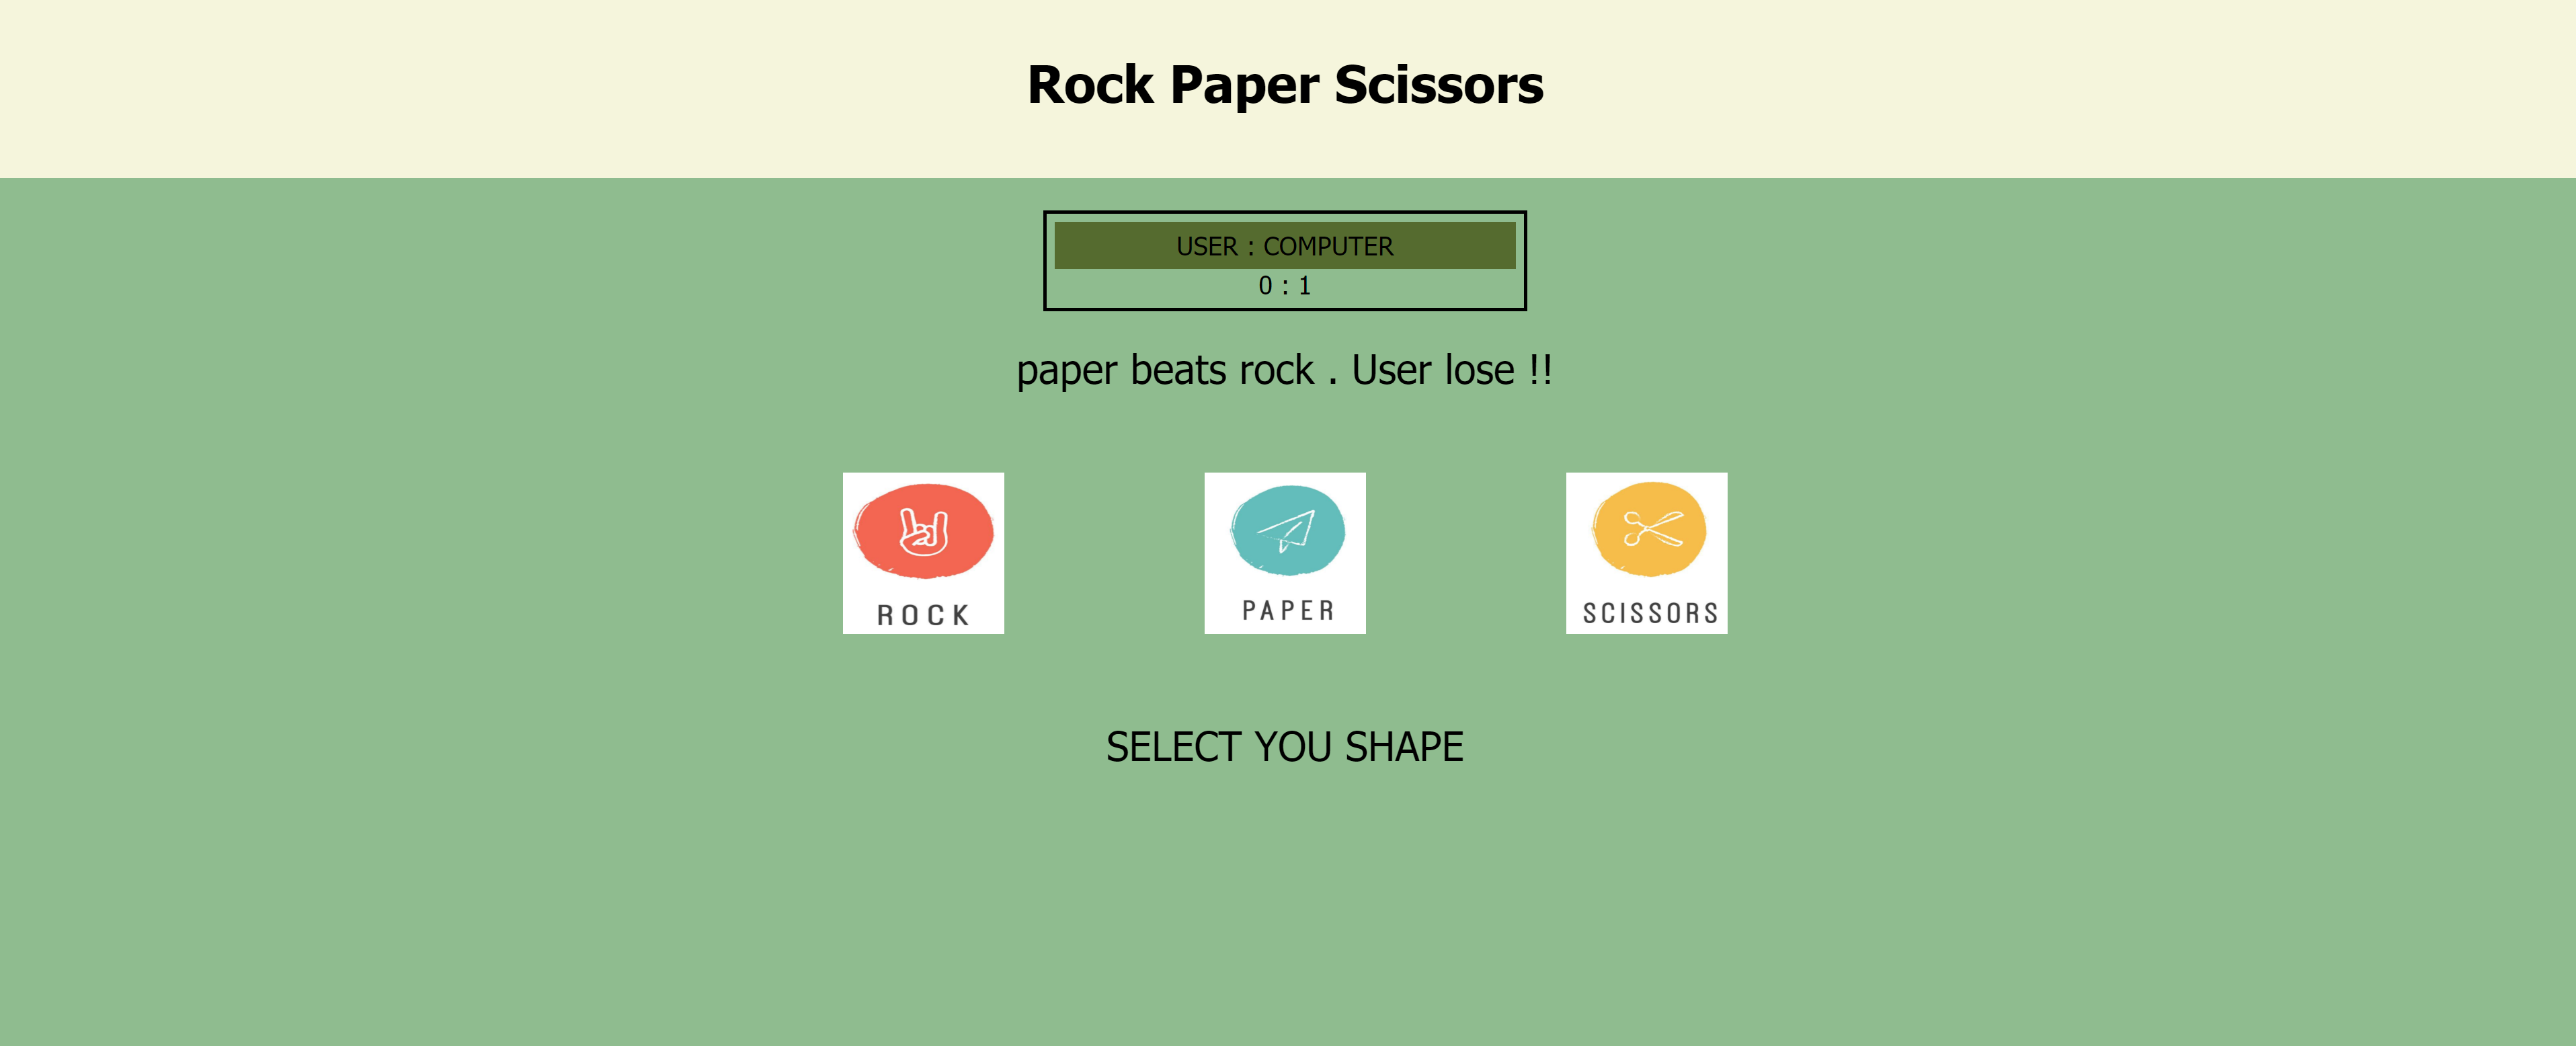 Rock Paper Scissors
USER : COMPUTER
0 : 1
paper beats rock . User lose !!
ROCK PAPER SCISSORS
SELECT YOU SHAPE